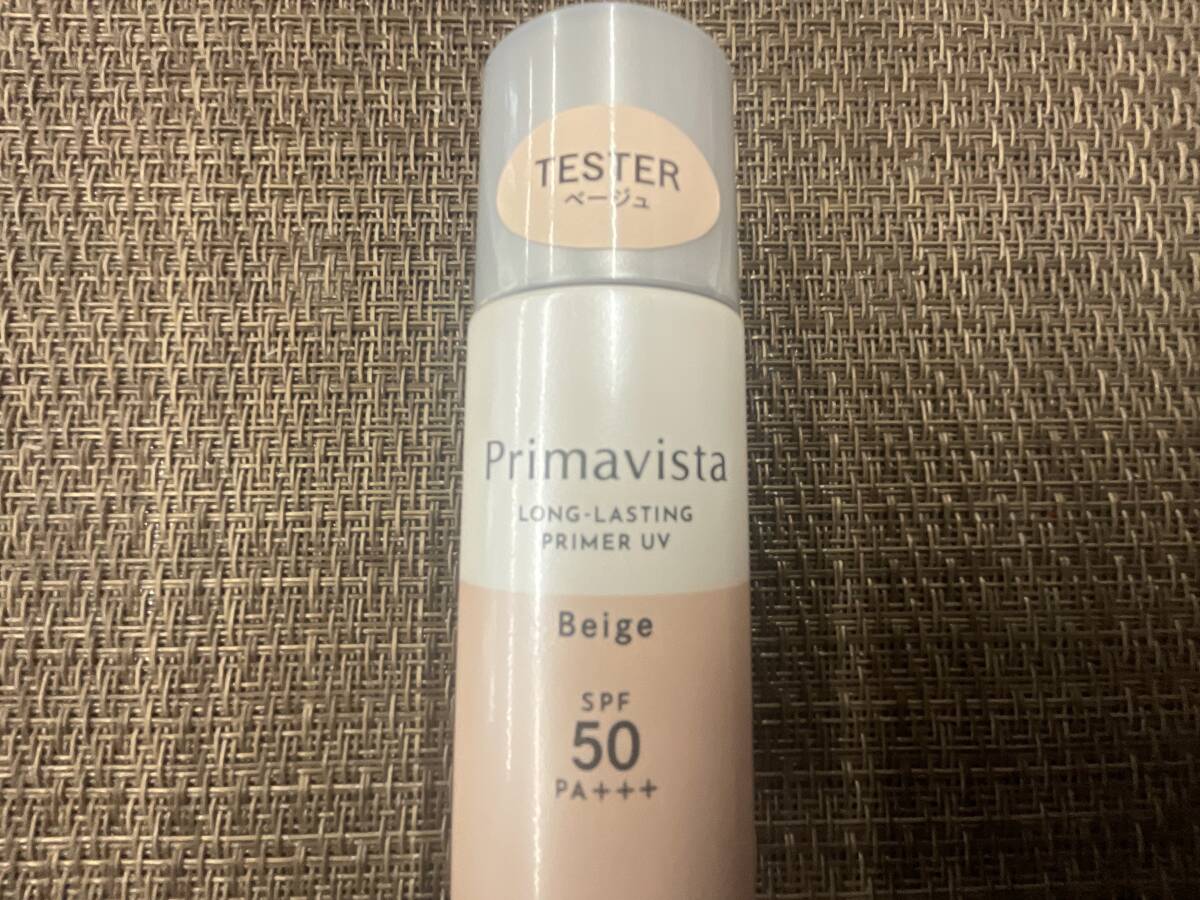 TESTER
ベージュ
Primavista
LONG-LASTING
PRIMER UV
Beige
SPF
50
PA+++